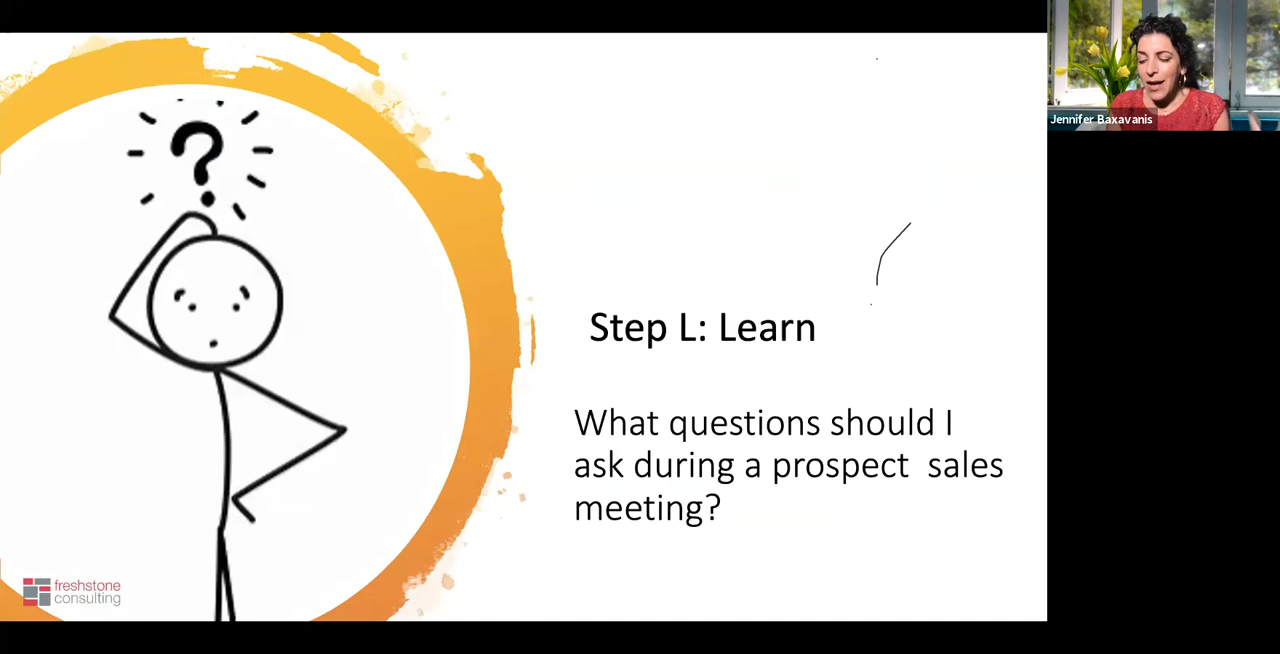 Jennifer Baxavanis
?
Step L: Learn
What questions should I
ask during a prospect sales
meeting?
freshstone
consulting